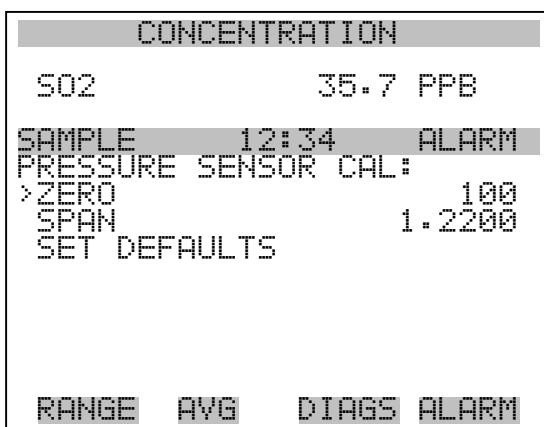 CONCENTRATION
SO2 35.7 PPB
SAMPLE 12:34 ALARM
PRESSURE SENSOR CAL:
>ZERO 100
SPAN 1.2200
SET DEFAULTS
RANGE AVG DIAGS ALARM